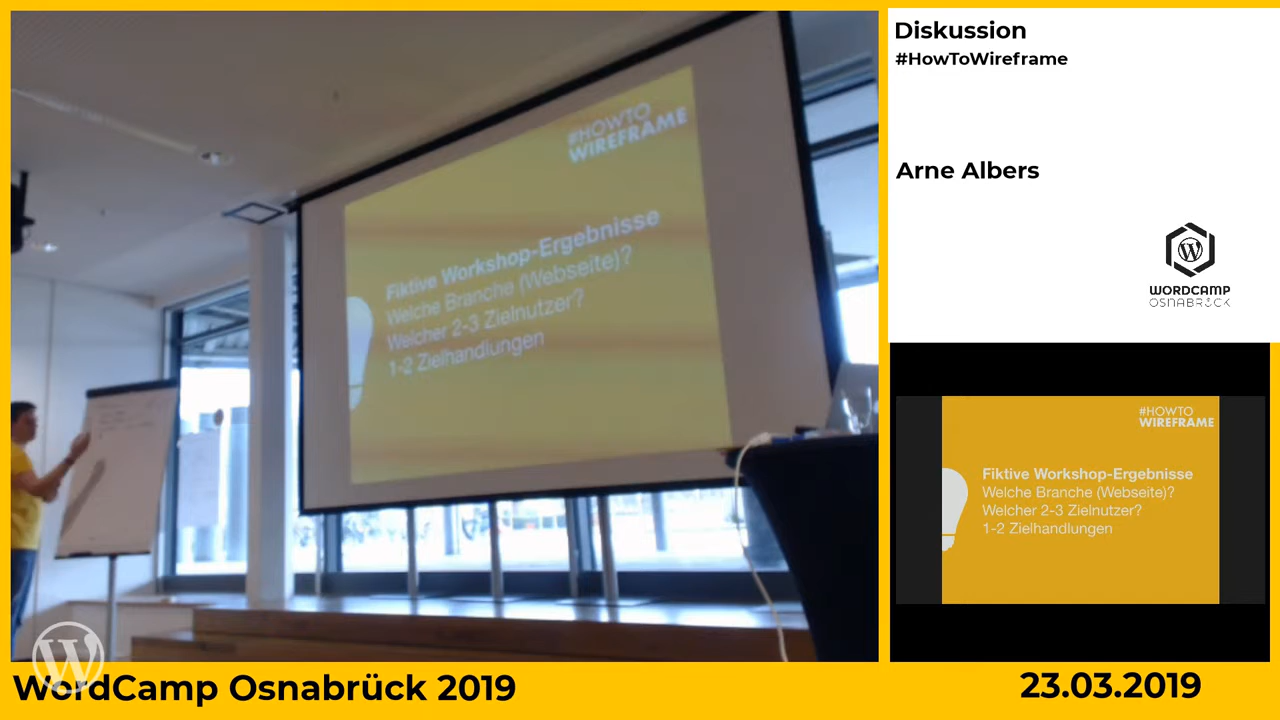 #HOWTO
WIREFRAME
Fiktive Workshop-Ergebnisse
Welche Branche (Webseite)?
Welcher 2-3 Zielnutzer?
1-2 Zielhandlungen
Diskussion
#HowToWireframe
Arne Albers
WORDCAMP
OSNABRÜCK
#HOWTO
WIREFRAME
Fiktive Workshop-Ergebnisse
Welche Branche (Webseite)?
Welcher 2-3 Zielnutzer?
1-2 Zielhandlungen
WordCamp Osnabrück 2019
23.03.2019